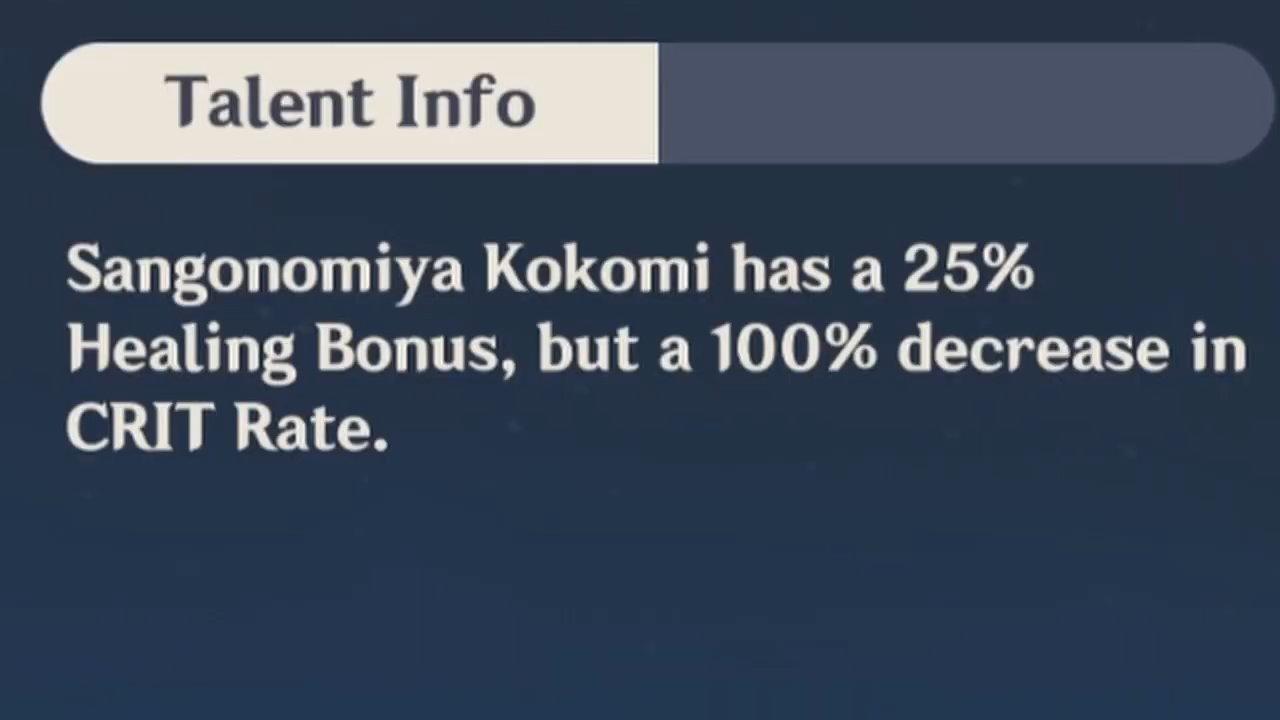 Talent Info
Sangonomiya Kokomi has a 25%
Healing Bonus, but a 100% decrease in
CRIT Rate.